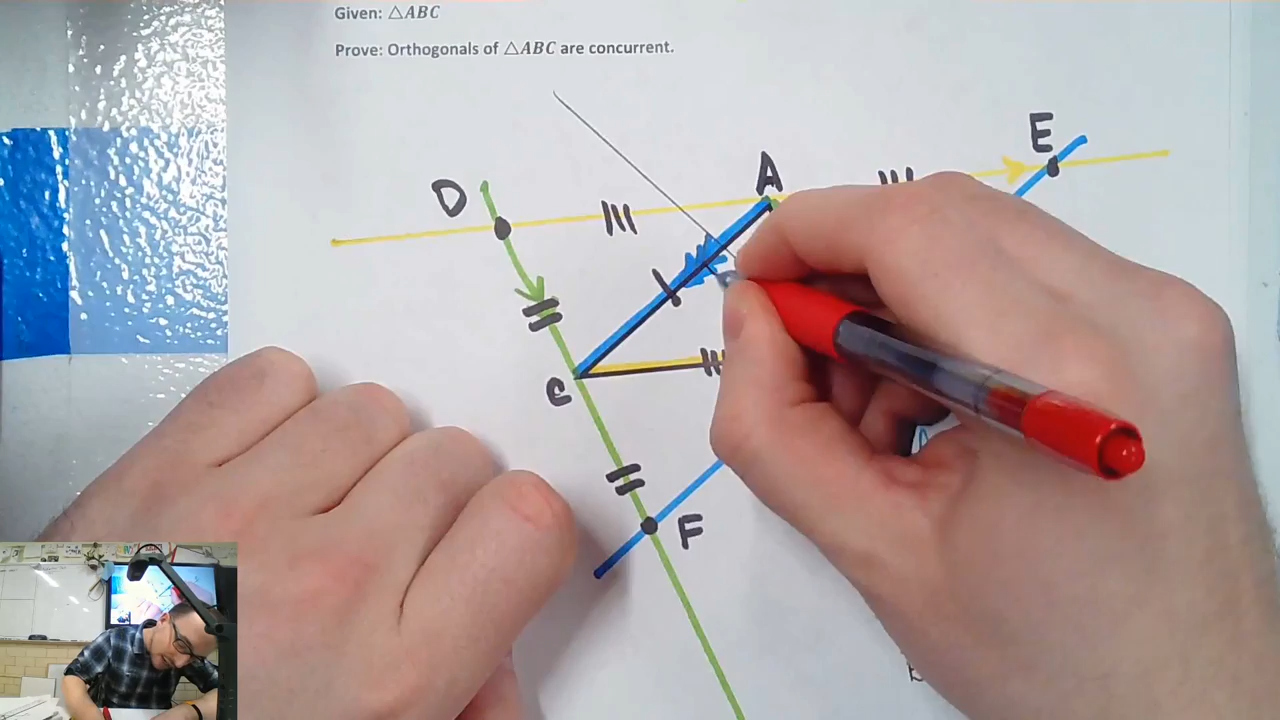 Given: △ABC
Prove: Orthogonals of △ABC are concurrent.
E
A
D
C
F